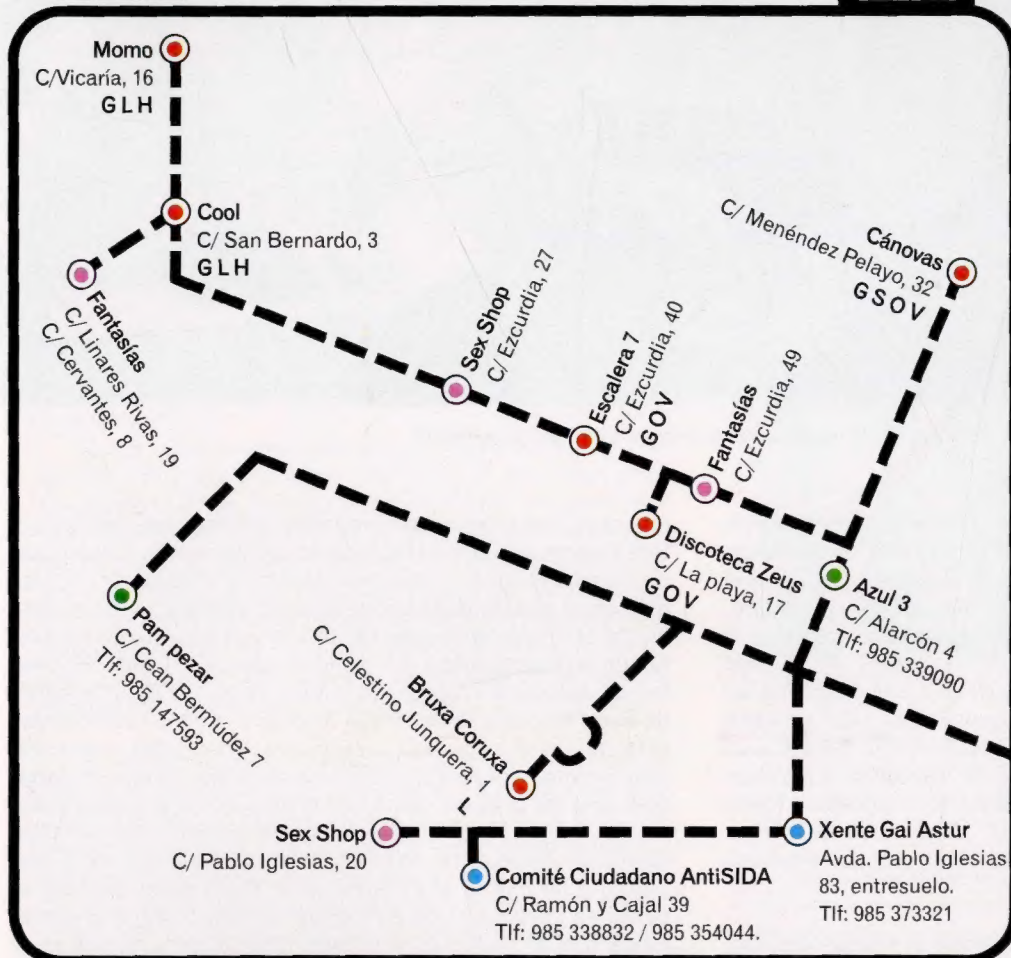 Momo
C/Vicaría, 16
GLH
Cool
C/ San Bernardo, 3
GLH
Fantasías
C/ Linares Rivas, 19
C/ Cervantes, 8
Sex Shop
C/ Ezcurdia, 27
Escalera 7
C/ Ezcurdia, 40
GOV
Fantasías
C/ Ezcurdia, 49
Cánovas
C/ Menéndez Pelayo, 32
GSOV
Discoteca Zeus
C/ La playa, 17
GOV
Azul 3
C/ Alarcón 4
Tlf: 985 339090
Pam pezar
C/ Cean Bermúdez 7
Tlf: 985 147593
Bruxa Coruxa
C/ Celestino Junquera, 1
L
Sex Shop
C/ Pablo Iglesias, 20
Comité Ciudadano AntiSIDA
C/ Ramón y Cajal 39
Tlf: 985 338832 / 985 354044.
Xente Gai Astur
Avda. Pablo Iglesias,
83, entresuelo.
Tlf: 985 373321